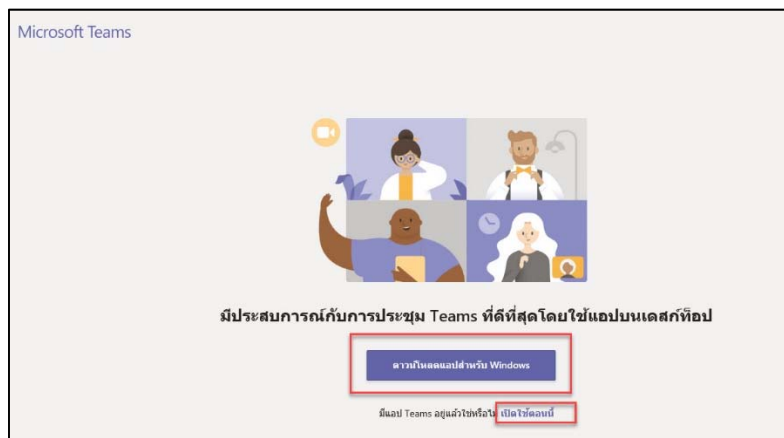 Microsoft Teams
มีประสบการณ์กับการประชุม Teams ที่ดีที่สุดโดยใช้แอปบนเดสก์ท็อป
ดาวน์โหลดแอปสำหรับ Windows
มีแอป Teams อยู่แล้วใช่หรือไม่ เปิดใช้ตอนนี้